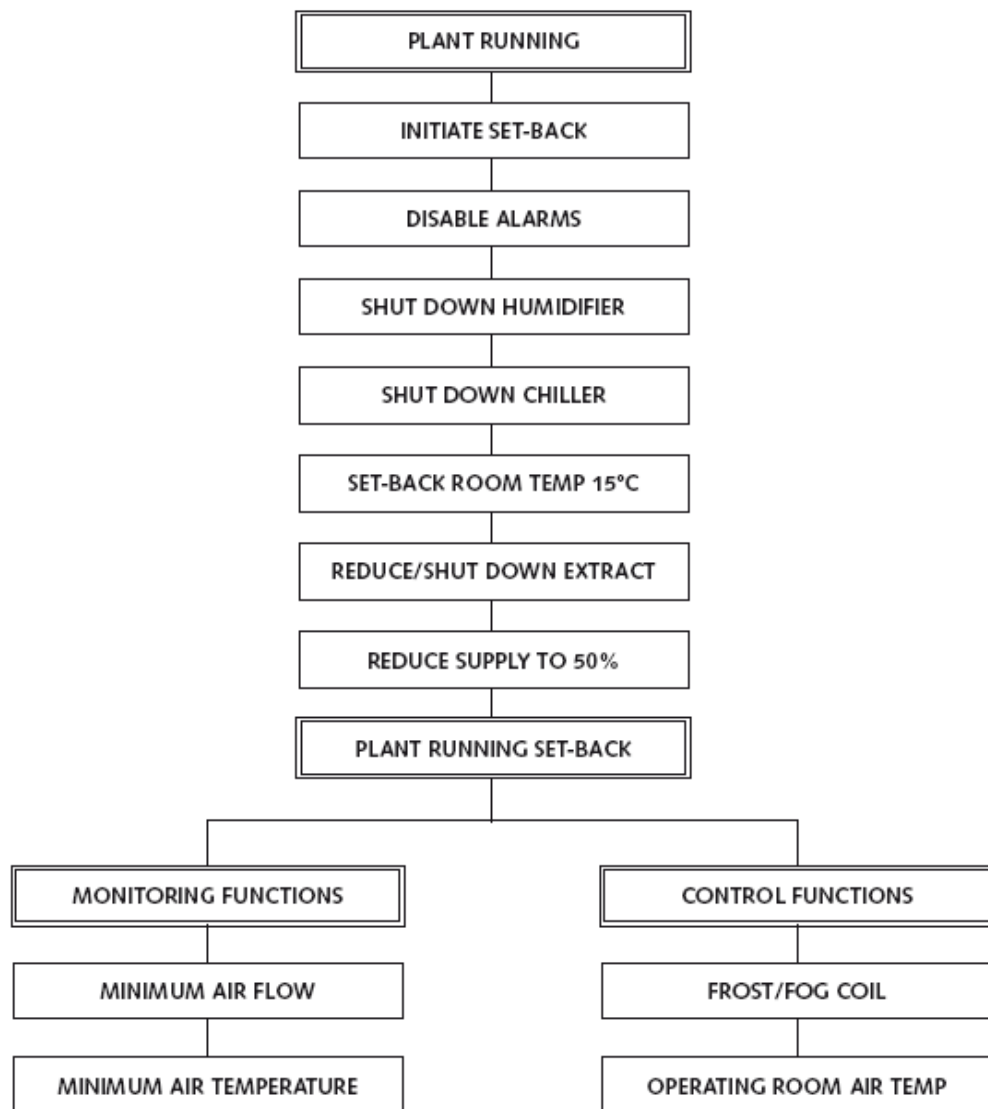 PLANT RUNNING
INITIATE SET-BACK
DISABLE ALARMS
SHUT DOWN HUMIDIFIER
SHUT DOWN CHILLER
SET-BACK ROOM TEMP 15°C
REDUCE/SHUT DOWN EXTRACT
REDUCE SUPPLY TO 50%
PLANT RUNNING SET-BACK
MONITORING FUNCTIONS
CONTROL FUNCTIONS
MINIMUM AIR FLOW
FROST/FOG COIL
MINIMUM AIR TEMPERATURE
OPERATING ROOM AIR TEMP